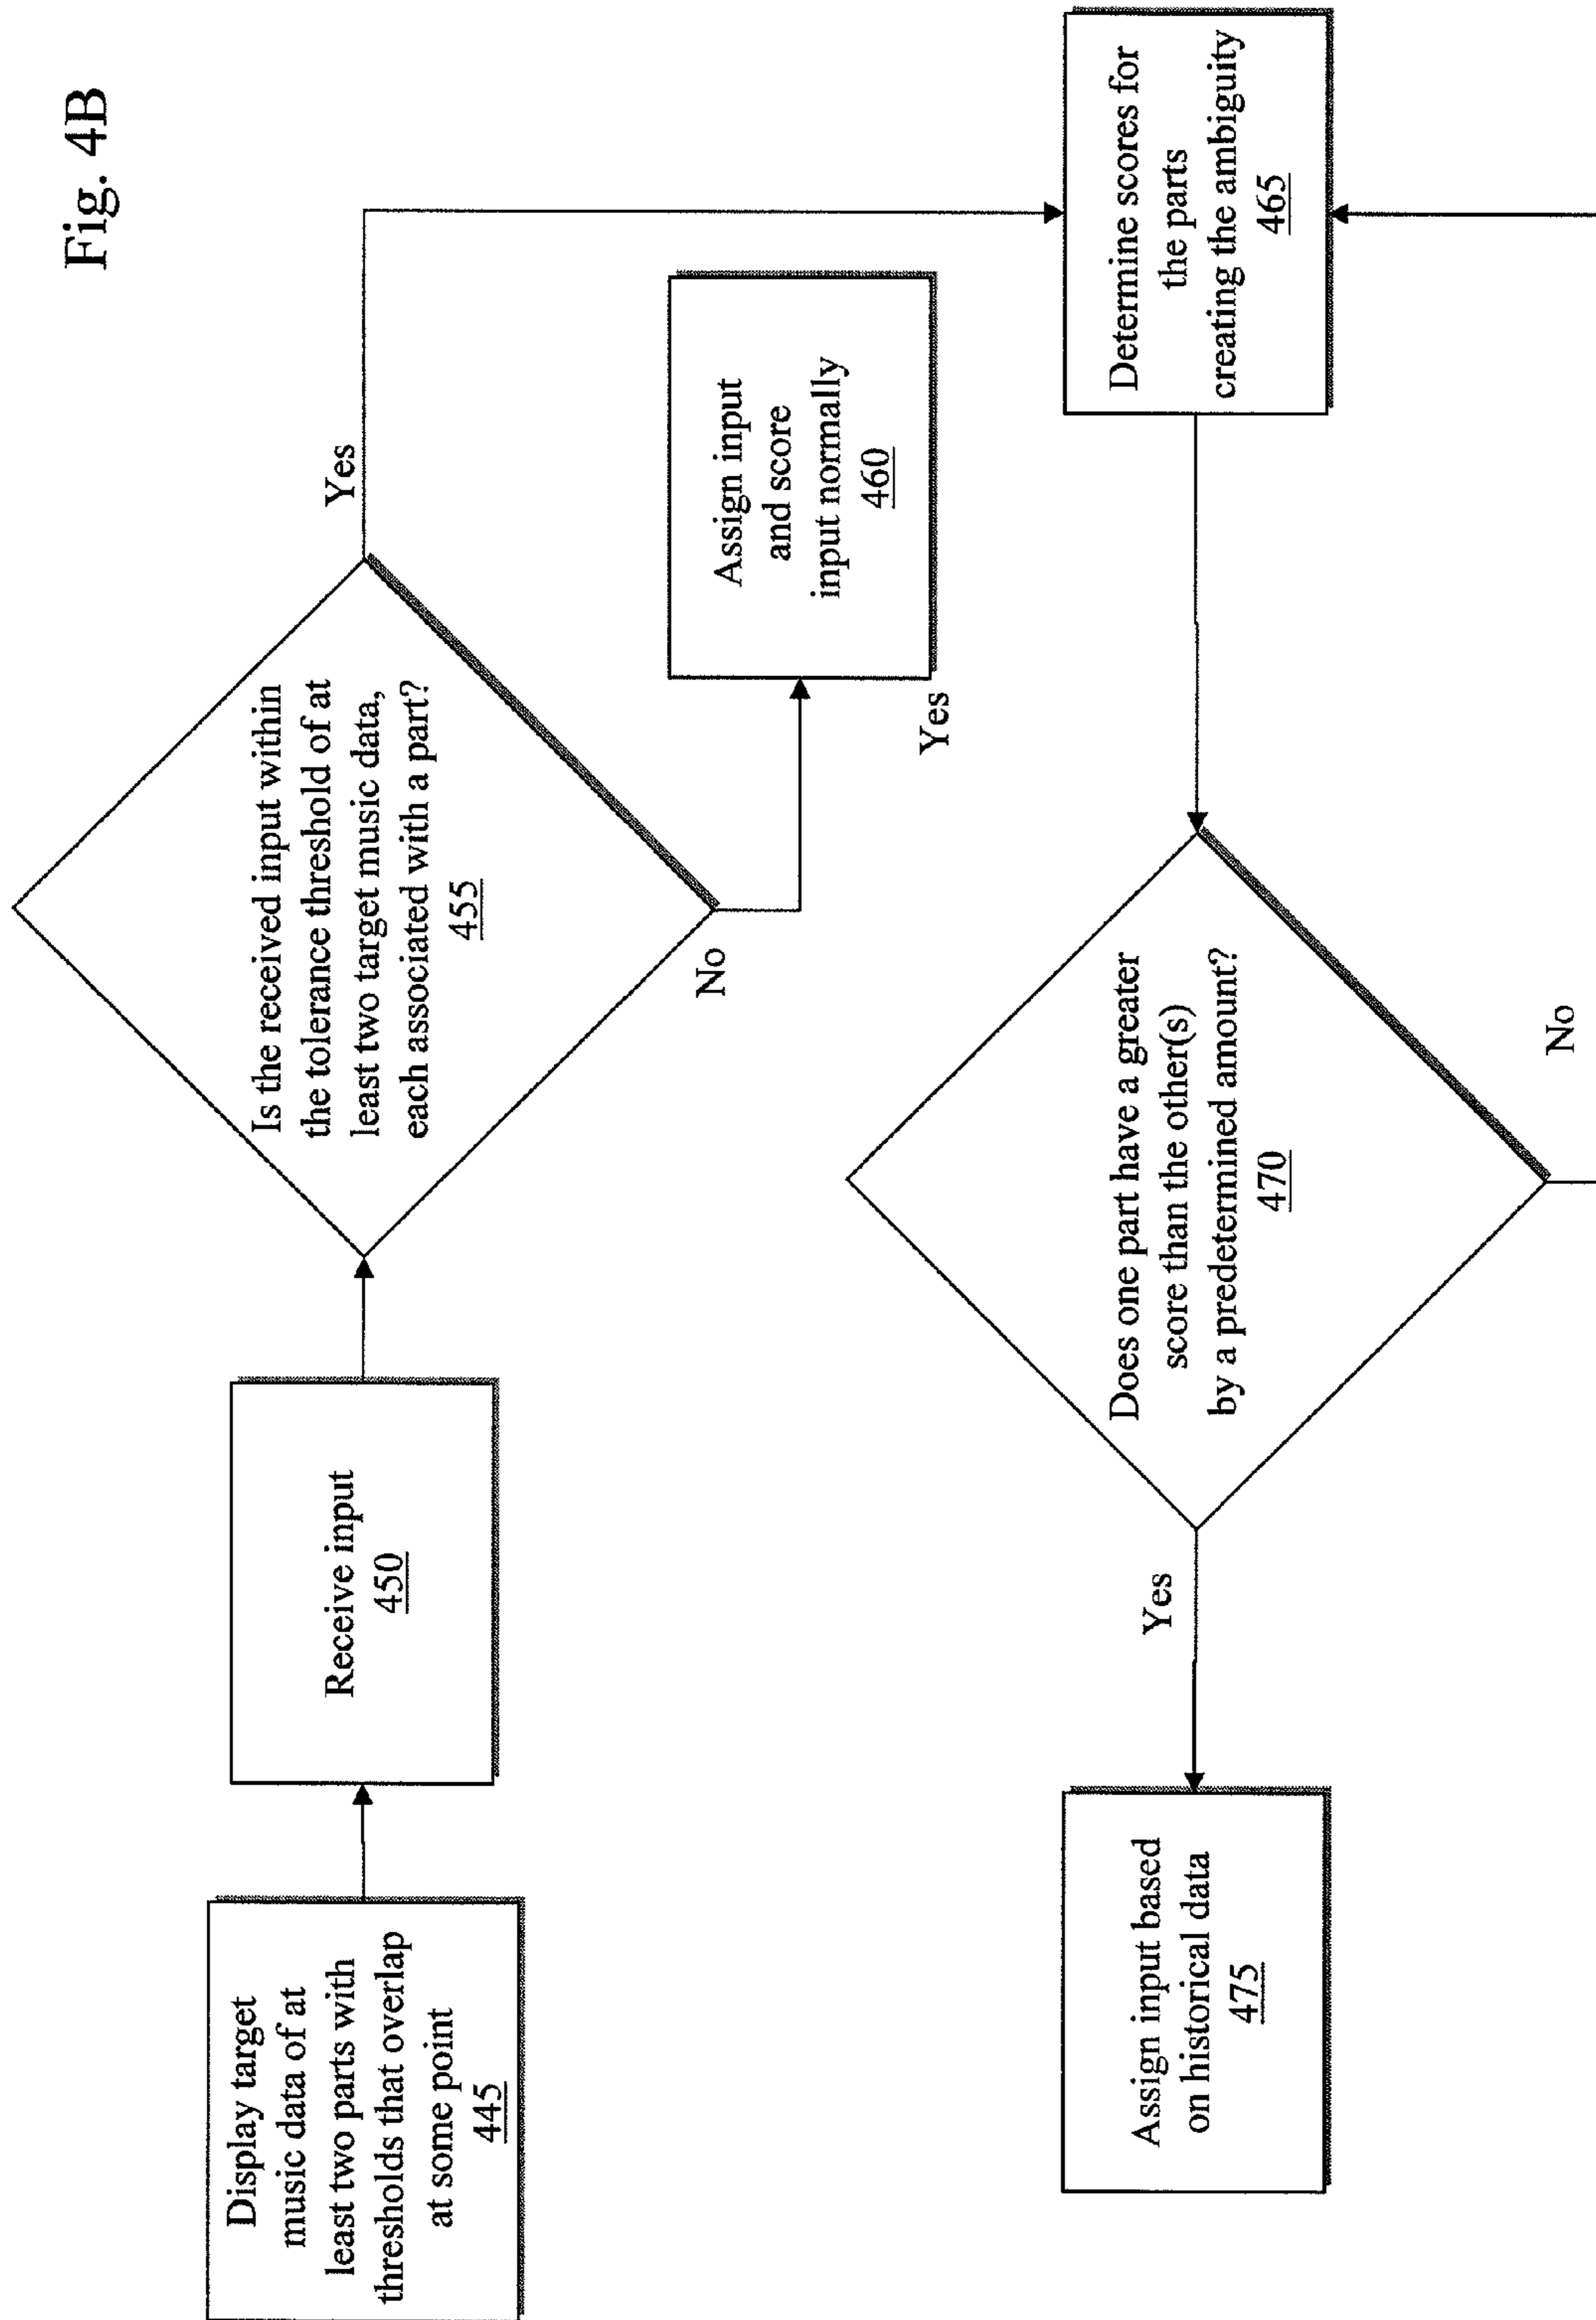 Fig. 4B
Display target
music data of at
least two parts with
thresholds that overlap
at some point
445
Receive input
450
Is the received input within
the tolerance threshold of at
least two target music data,
each associated with a part?
455
Yes
No
Assign input
and score
input normally
460
Yes
Determine scores for
the parts
creating the ambiguity
465
Does one part have a greater
score than the other(s)
by a predetermined amount?
470
Yes
No
Assign input based
on historical data
475